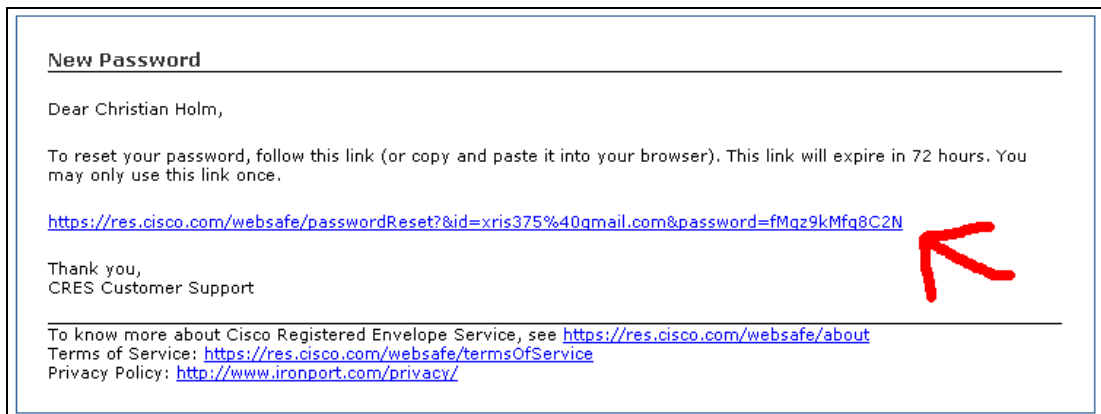 New Password
Dear Christian Holm,
To reset your password, follow this link (or copy and paste it into your browser). This link will expire in 72 hours. You
may only use this link once.
https://res.cisco.com/websafe/passwordReset?&id=xris375%40gmail.com&password=fMqz9kMfq8C2N
Thank you,
CRES Customer Support
To know more about Cisco Registered Envelope Service, see https://res.cisco.com/websafe/about
Terms of Service: https://res.cisco.com/websafe/termsOfService
Privacy Policy: http://www.ironport.com/privacy/